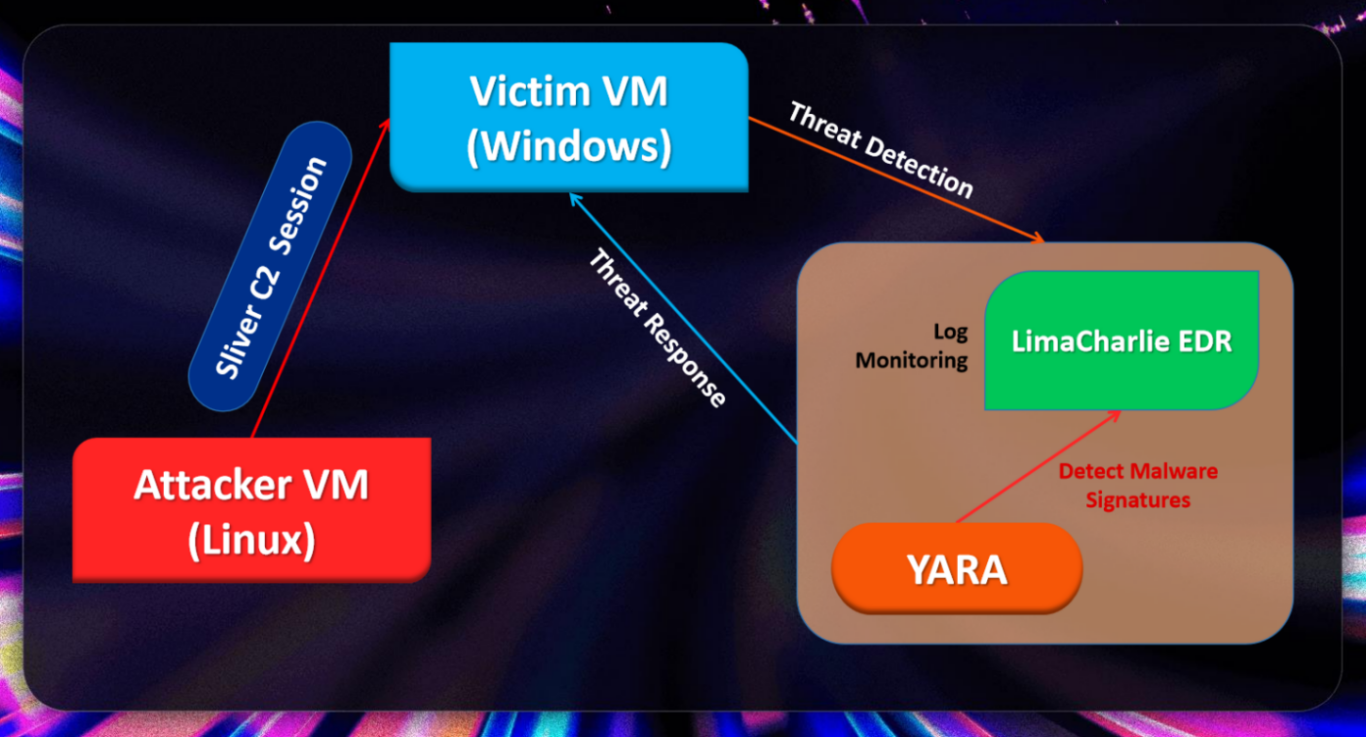 Victim VM
(Windows)
Threat Detection
Sliver C2 Session
Threat Response
Log
Monitoring
LimaCharlie EDR
Attacker VM
(Linux)
Detect Malware
Signatures
YARA